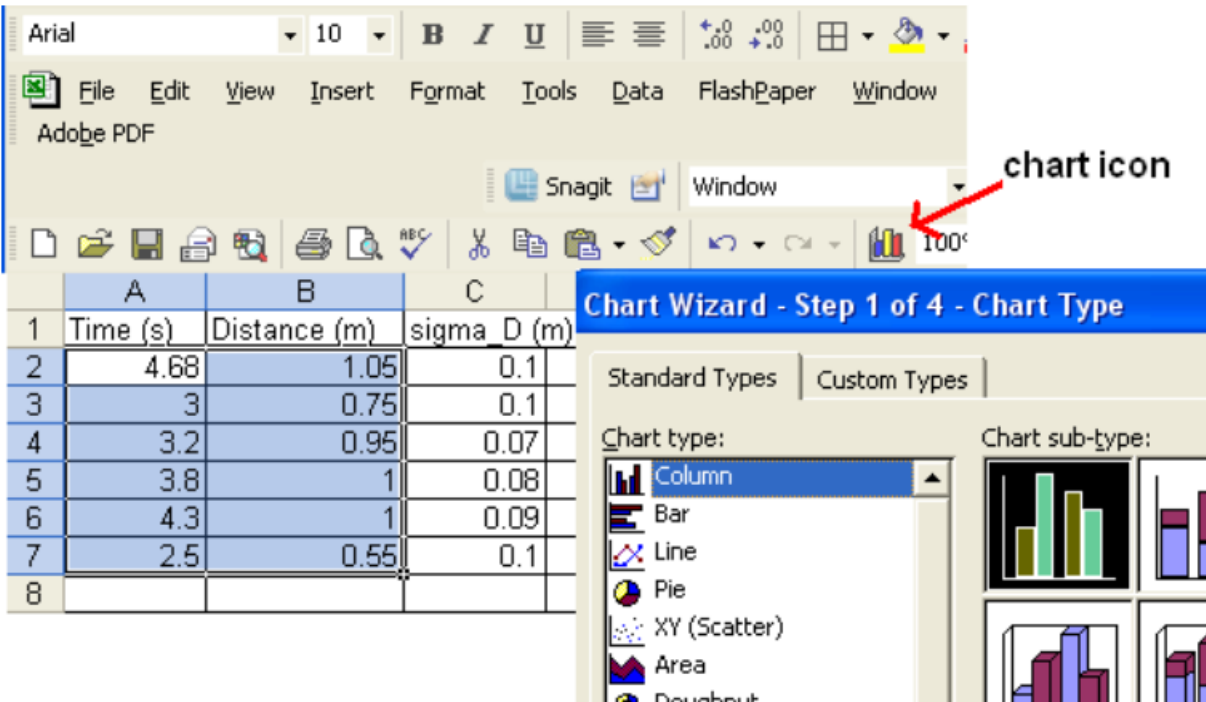 Arial 10 B I U
File Edit View Insert Format Tools Data FlashPaper Window
Adobe PDF
chart icon
Snagit Window
ABC
A B C
1 Time (s) Distance (m) sigma_D (m)
2 4.68 1.05 0.1
3 3 0.75 0.1
4 3.2 0.95 0.07
5 3.8 1 0.08
6 4.3 1 0.09
7 2.5 0.55 0.1
8
Chart Wizard - Step 1 of 4 - Chart Type
Standard Types Custom Types
Chart type: Chart sub-type:
Column
Bar
Line
Pie
XY (Scatter)
Area